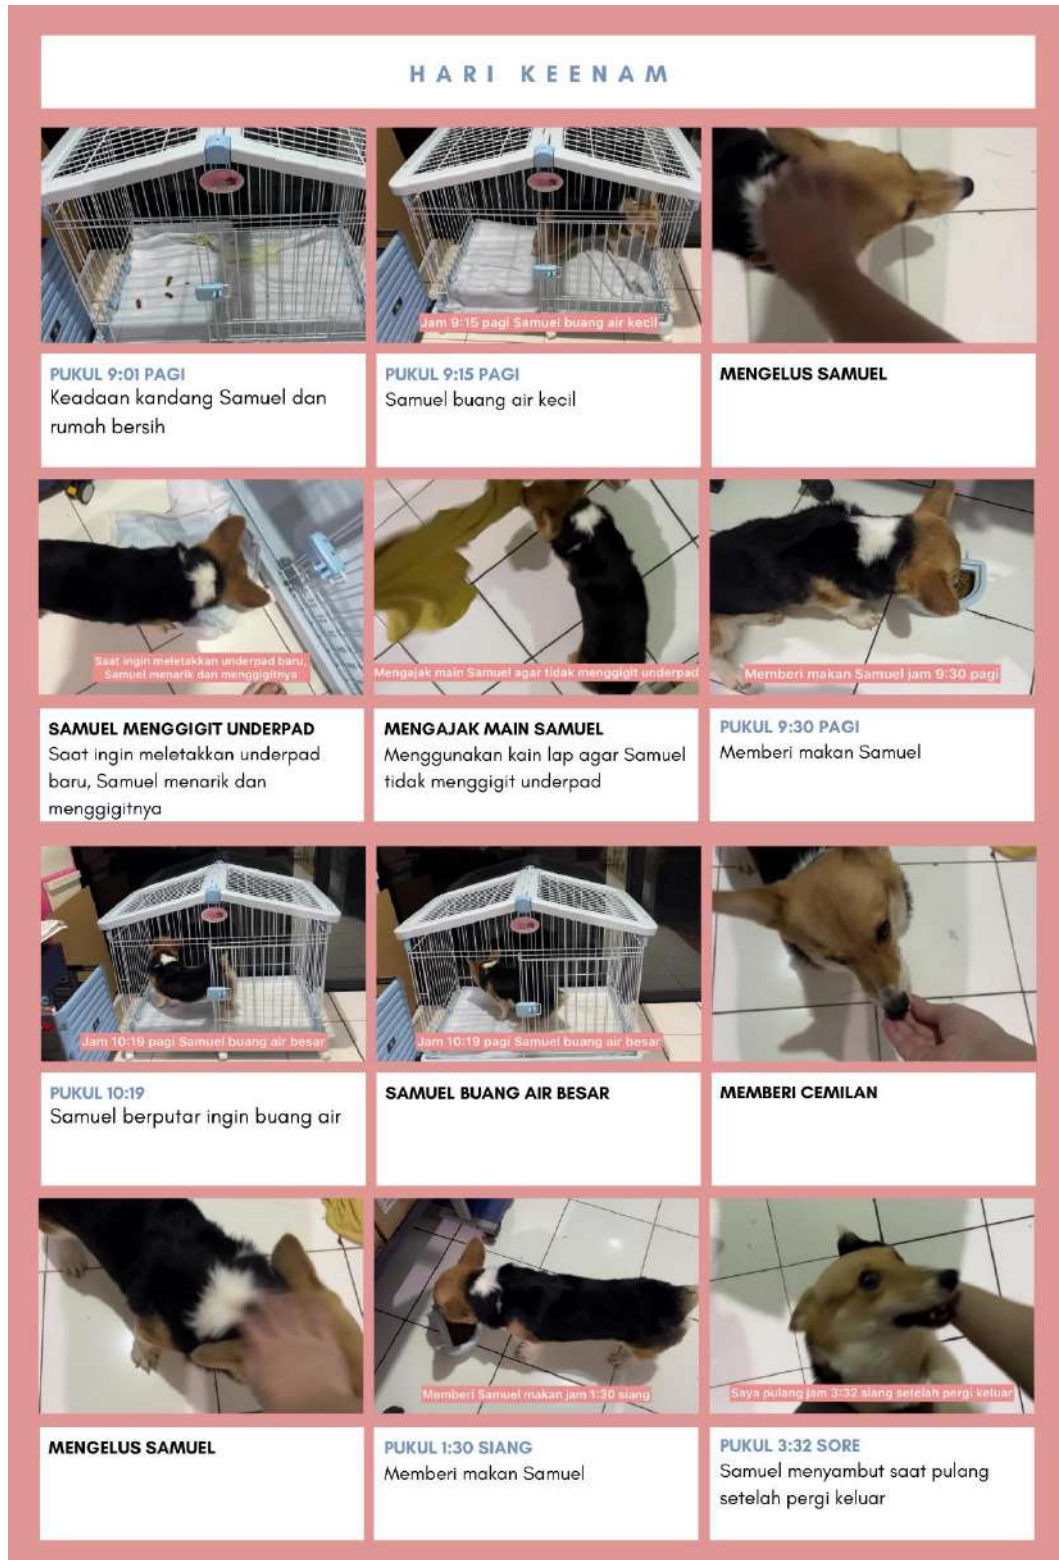 HARI KEENAM
Jam 9:15 pagi Samuel buang air kecil
PUKUL 9:01 PAGI
Keadaan kandang Samuel dan
rumah bersih
PUKUL 9:15 PAGI
Samuel buang air kecil
MENGELUS SAMUEL
Saat ingin meletakkan underpad baru,
Samuel menarik dan menggigitnya
Mengajak main Samuel agar tidak menggigit underpad
Memberi makan Samuel jam 9:30 pagi
SAMUEL MENGGIGIT UNDERPAD
Saat ingin meletakkan underpad
baru, Samuel menarik dan
menggigitnya
MENGAJAK MAIN SAMUEL
Menggunakan kain lap agar Samuel
tidak menggigit underpad
PUKUL 9:30 PAGI
Memberi makan Samuel
Jam 10:19 pagi Samuel buang air besar
Jam 10:19 pagi Samuel buang air besar
PUKUL 10:19
Samuel berputar ingin buang air
SAMUEL BUANG AIR BESAR
MEMBERI CEMILAN
Memberi Samuel makan jam 1:30 siang
Saya pulang jam 3:32 siang setelah pergi keluar
MENGELUS SAMUEL
PUKUL 1:30 SIANG
Memberi makan Samuel
PUKUL 3:32 SORE
Samuel menyambut saat pulang
setelah pergi keluar